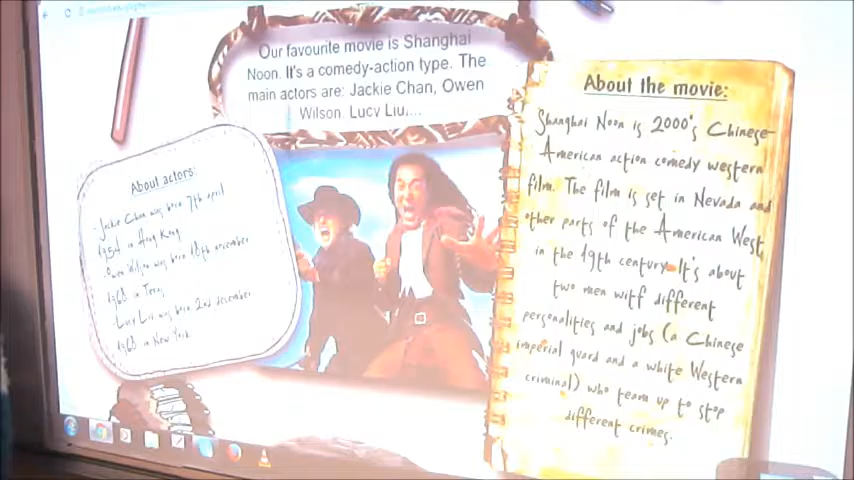 Our favourite movie is Shanghai
Noon. It's a comedy-action type. The
main actors are: Jackie Chan, Owen
Wilson. Lucy Liu...
About actors:
- Jackie Chan was born 7th april
1954 in Hong Kong
- Owen Wilson was born 18th november
1968 in Texas
- Lucy Liu was born 2nd december
1968 in New York
About the movie:
Shanghai Noon is 2000's Chinese-
American action comedy western
film. The film is set in Nevada and
other parts of the American West
in the 19th century. It's about
two men with different
personalities and jobs (a Chinese
imperial guard and a white Western
criminal) who team up to stop
different crimes.